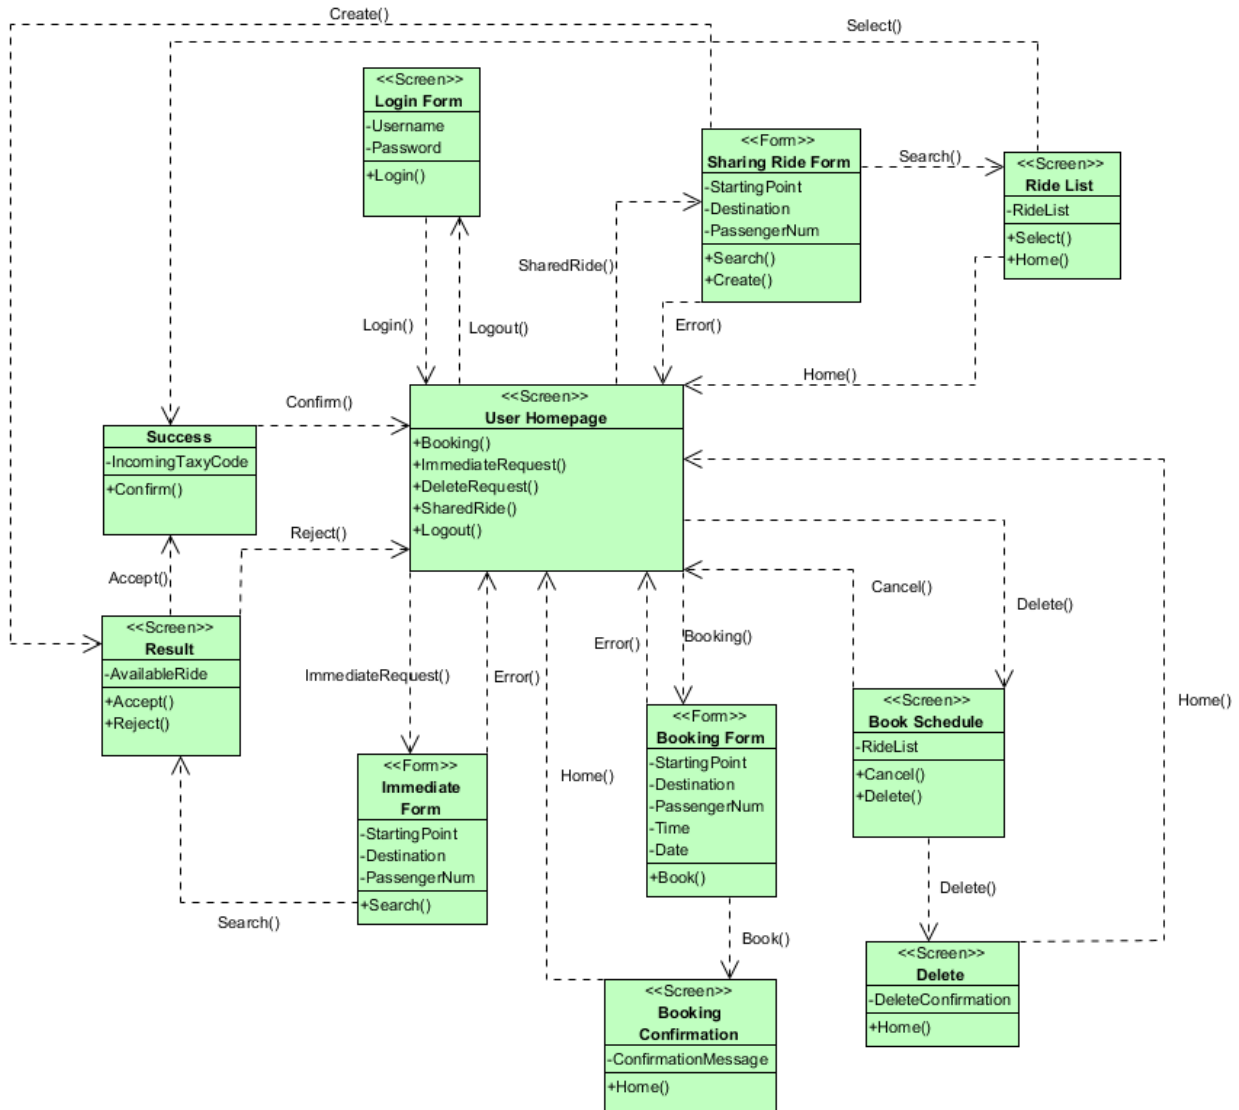 Create()
Select()
<<Screen>>
Login Form
-Username
-Password
+Login()
<<Form>>
Sharing Ride Form
-StartingPoint
-Destination
-PassengerNum
+Search()
+Create()
Search()
<<Screen>>
Ride List
-RideList
+Select()
+Home()
SharedRide()
Login()
Logout()
Error()
Home()
Confirm()
<<Screen>>
User Homepage
+Booking()
+ImmediateRequest()
+DeleteRequest()
+SharedRide()
+Logout()
Success
-IncomingTaxyCode
+Confirm()
Reject()
Accept()
Cancel()
Delete()
<<Screen>>
Result
-AvailableRide
+Accept()
+Reject()
ImmediateRequest()
Error()
Error()
Booking()
Home()
<<Screen>>
Book Schedule
-RideList
+Cancel()
+Delete()
<<Form>>
Booking Form
-StartingPoint
-Destination
-PassengerNum
-Time
-Date
+Book()
<<Form>>
Immediate
Form
-StartingPoint
-Destination
-PassengerNum
+Search()
Home()
Search()
Delete()
Book()
<<Screen>>
Delete
-DeleteConfirmation
+Home()
<<Screen>>
Booking
Confirmation
-ConfirmationMessage
+Home()